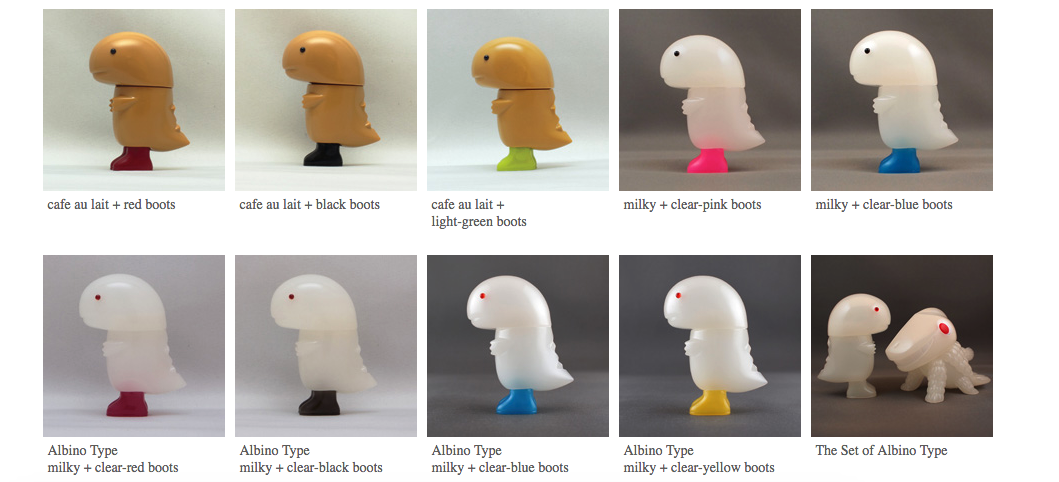 cafe au lait + red boots
cafe au lait + black boots
cafe au lait +
light-green boots
milky + clear-pink boots
milky + clear-blue boots
Albino Type
milky + clear-red boots
Albino Type
milky + clear-black boots
Albino Type
milky + clear-blue boots
Albino Type
milky + clear-yellow boots
The Set of Albino Type